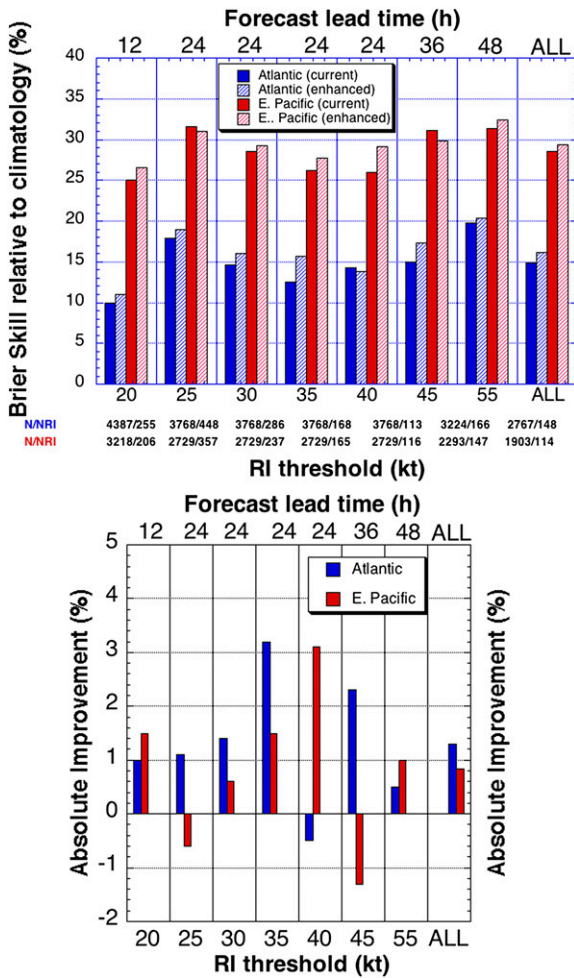 Forecast lead time (h)
12 24 24 24 24 36 48 ALL
Brier Skill relative to climatology (%)
40
35
30
25
20
15
10
5
0
Atlantic (current)
Atlantic (enhanced)
E. Pacific (current)
E.. Pacific (enhanced)
20 25 30 35 40 45 55 ALL
N/NRI 4387/255 3768/448 3768/286 3768/168 3768/113 3224/166 2767/148
N/NRI 3218/206 2729/357 2729/237 2729/165 2729/116 2293/147 1903/114
RI threshold (kt)
Forecast lead time (h)
12 24 24 24 24 36 48 ALL
Absolute Improvement (%)
5
4
3
2
1
0
-1
-2
Atlantic
E. Pacific
Absolute Improvement (%)
20 25 30 35 40 45 55 ALL
RI threshold (kt)